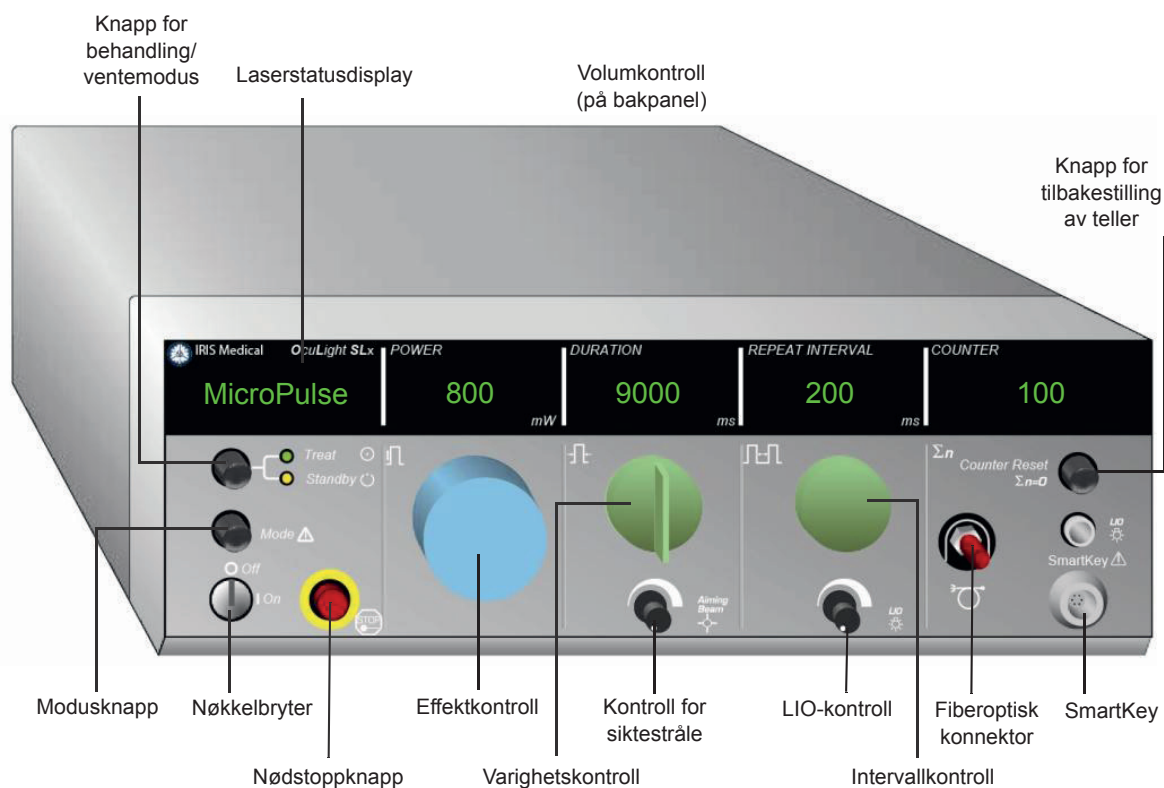 Knapp for
behandling/
ventemodus
Laserstatusdisplay
Volumkontroll
(på bakpanel)
Knapp for
tilbakestilling
av teller
IRIS Medical OcuLight SLx POWER DURATION REPEAT INTERVAL COUNTER
MicroPulse 800 9000 200 100
mW ms ms
Treat
Standby
Σn
Counter Reset
Σn=0
Mode
LIO
SmartKey
Off
On
STOP
Aiming
Beam
LIO
Modusknapp Nøkkelbryter Effektkontroll Kontroll for
siktestråle LIO-kontroll Fiberoptisk
konnektor SmartKey
Nødstoppknapp Varighetskontroll Intervallkontroll